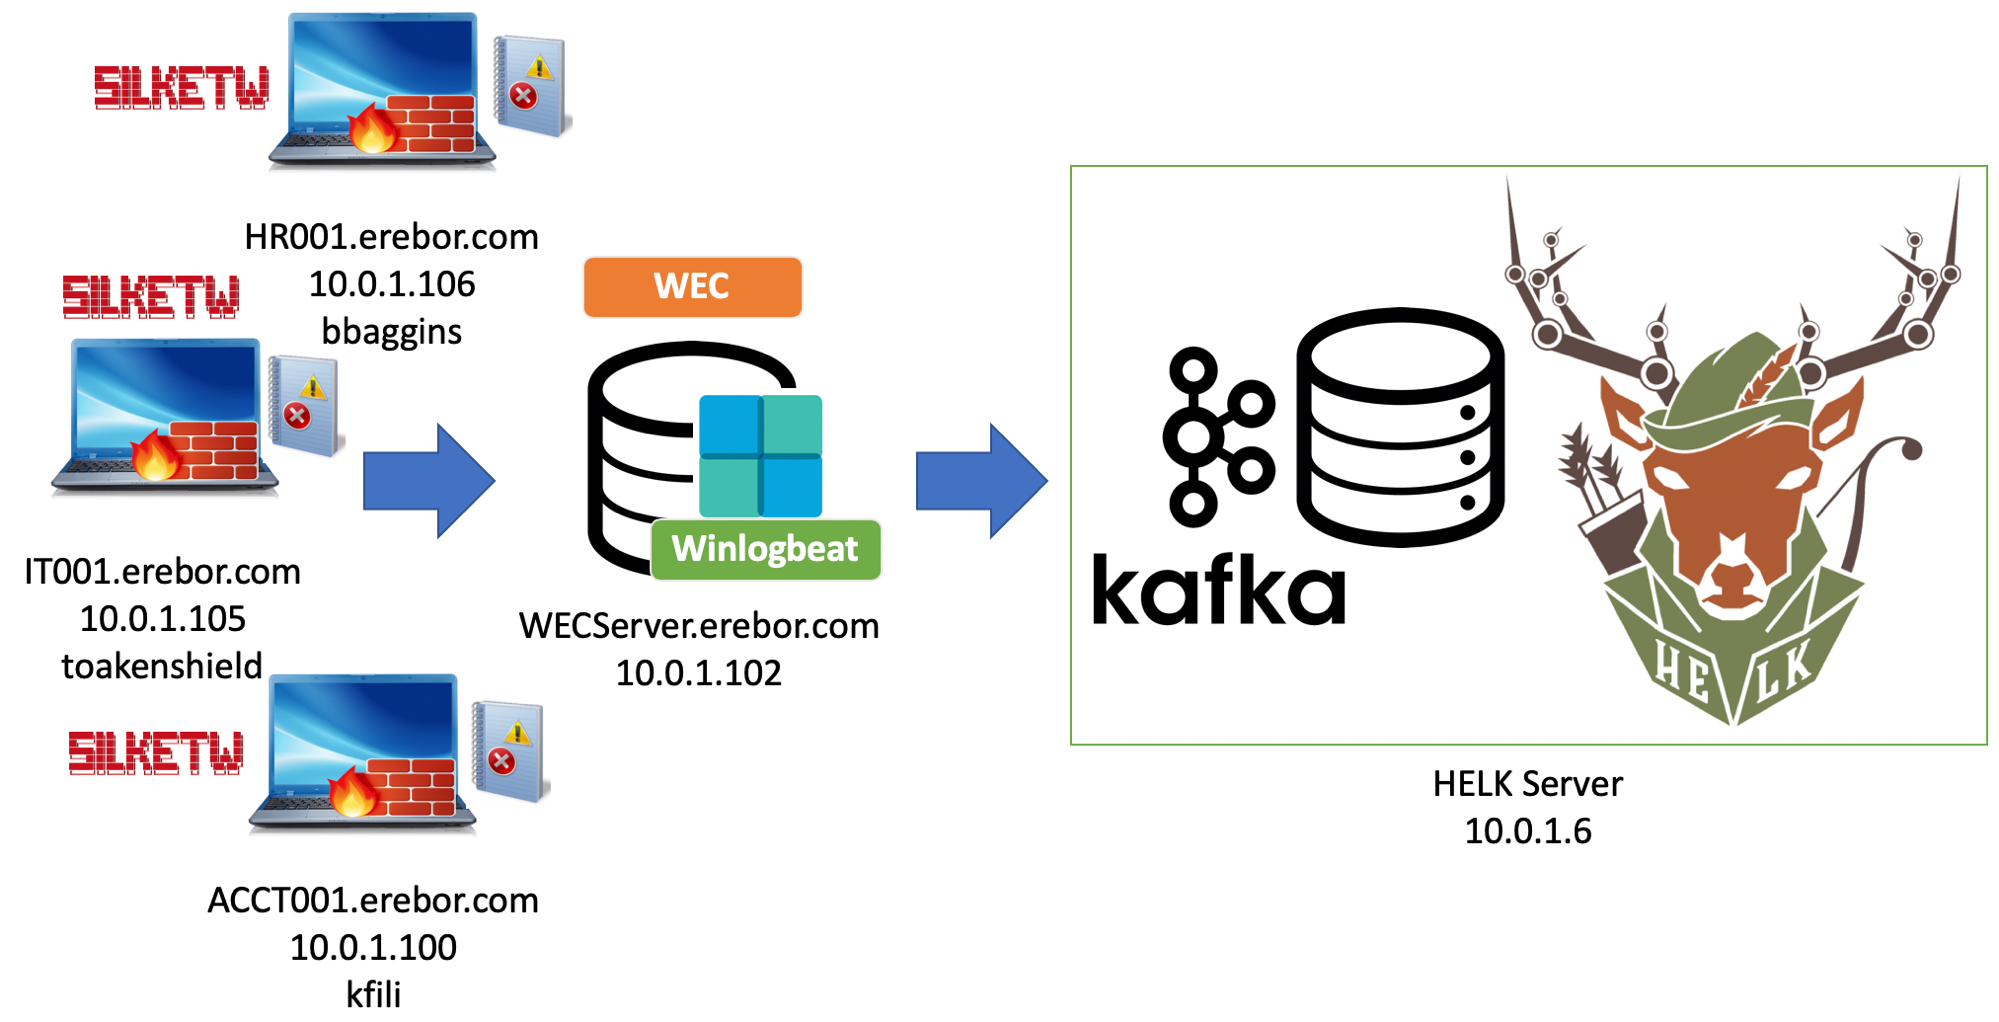 SILKETW
HR001.erebor.com
10.0.1.106
bbaggins
SILKETW
IT001.erebor.com
10.0.1.105
toakenshield
SILKETW
ACCT001.erebor.com
10.0.1.100
kfili
WEC
Winlogbeat
WECServer.erebor.com
10.0.1.102
kafka
HELK
HELK Server
10.0.1.6